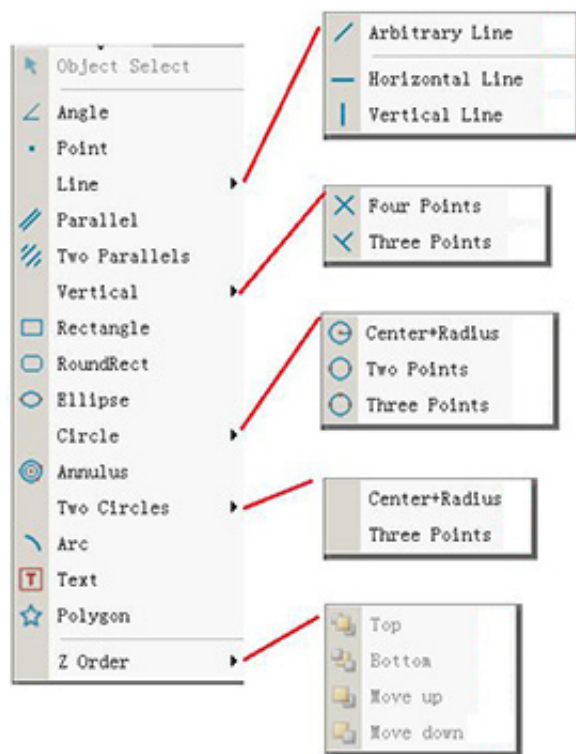 Object Select
Angle
Point
Line
Parallel
Two Parallels
Vertical
Rectangle
RoundRect
Ellipse
Circle
Annulus
Two Circles
Arc
T Text
Polygon
Z Order
Arbitrary Line
Horizontal Line
Vertical Line
Four Points
Three Points
Center+Radius
Two Points
Three Points
Center+Radius
Three Points
Top
Bottom
Move up
Move down